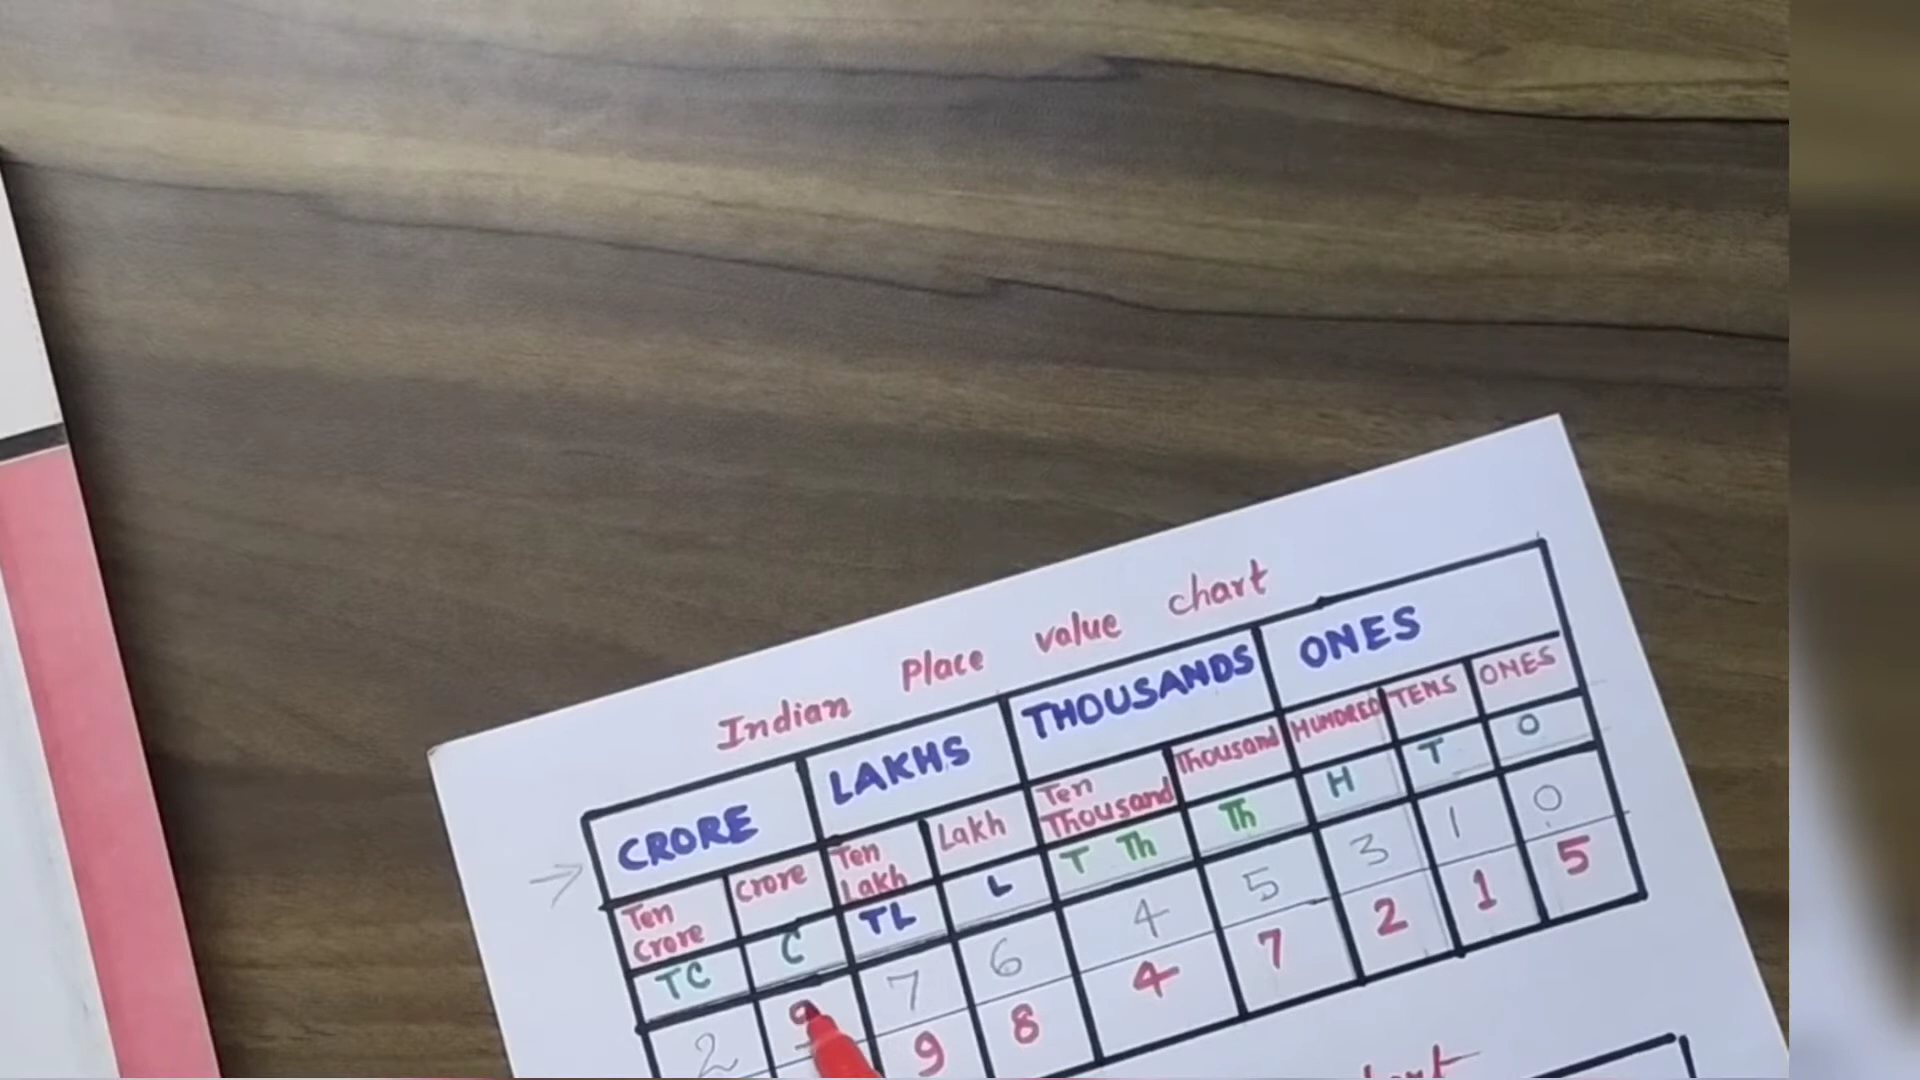 Indian Place value chart
CRORE LAKHS THOUSANDS ONES
Ten Crore Crore Ten Lakh Lakh Ten Thousand Thousand HUNDRED TENS ONES
TC C TL L T Th Th H T O
2 9 7 6 4 5 3 1 0
9 8 4 7 2 1 5